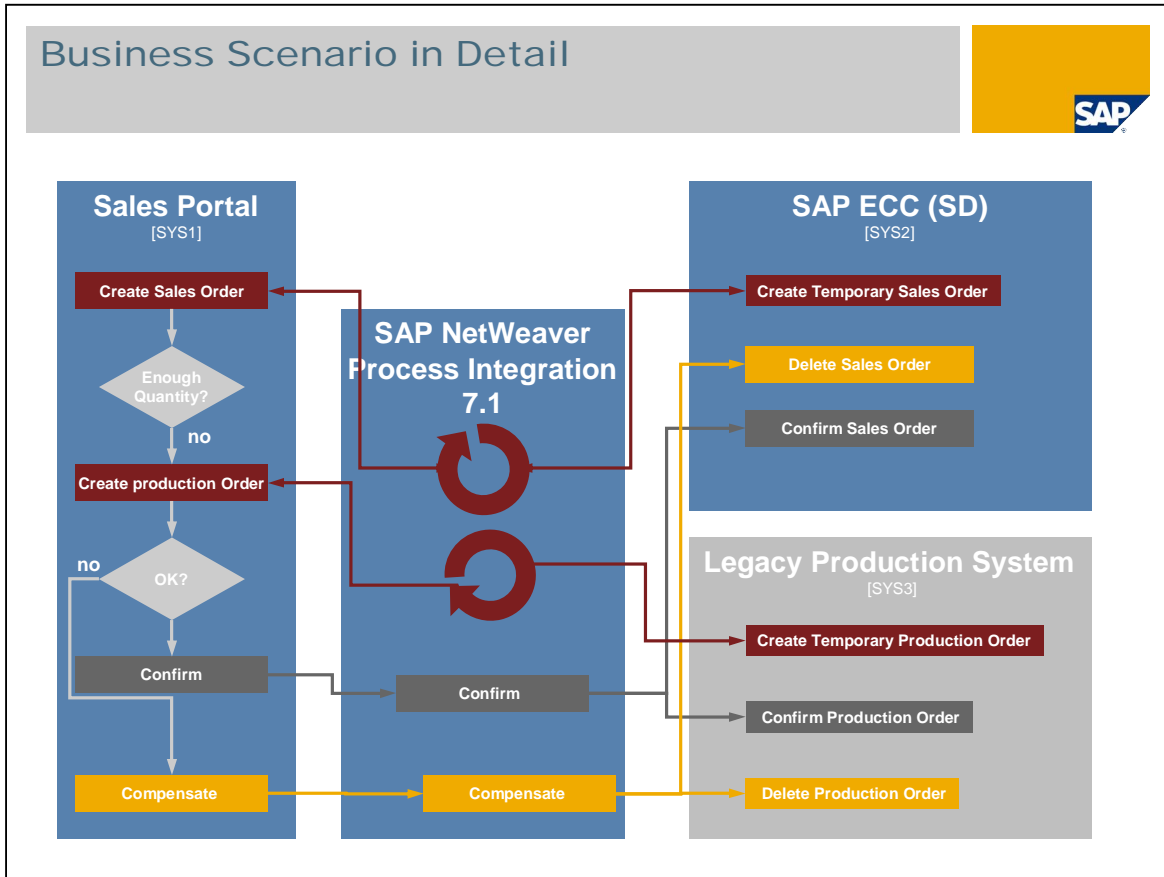 Business Scenario in Detail
SAP
®
Sales Portal
[SYS1]
Create Sales Order
Enough
Quantity?
no
Create production Order
no
OK?
Confirm
Compensate
SAP NetWeaver
Process Integration
7.1
Confirm
Compensate
SAP ECC (SD)
[SYS2]
Create Temporary Sales Order
Delete Sales Order
Confirm Sales Order
Legacy Production System
[SYS3]
Create Temporary Production Order
Confirm Production Order
Delete Production Order